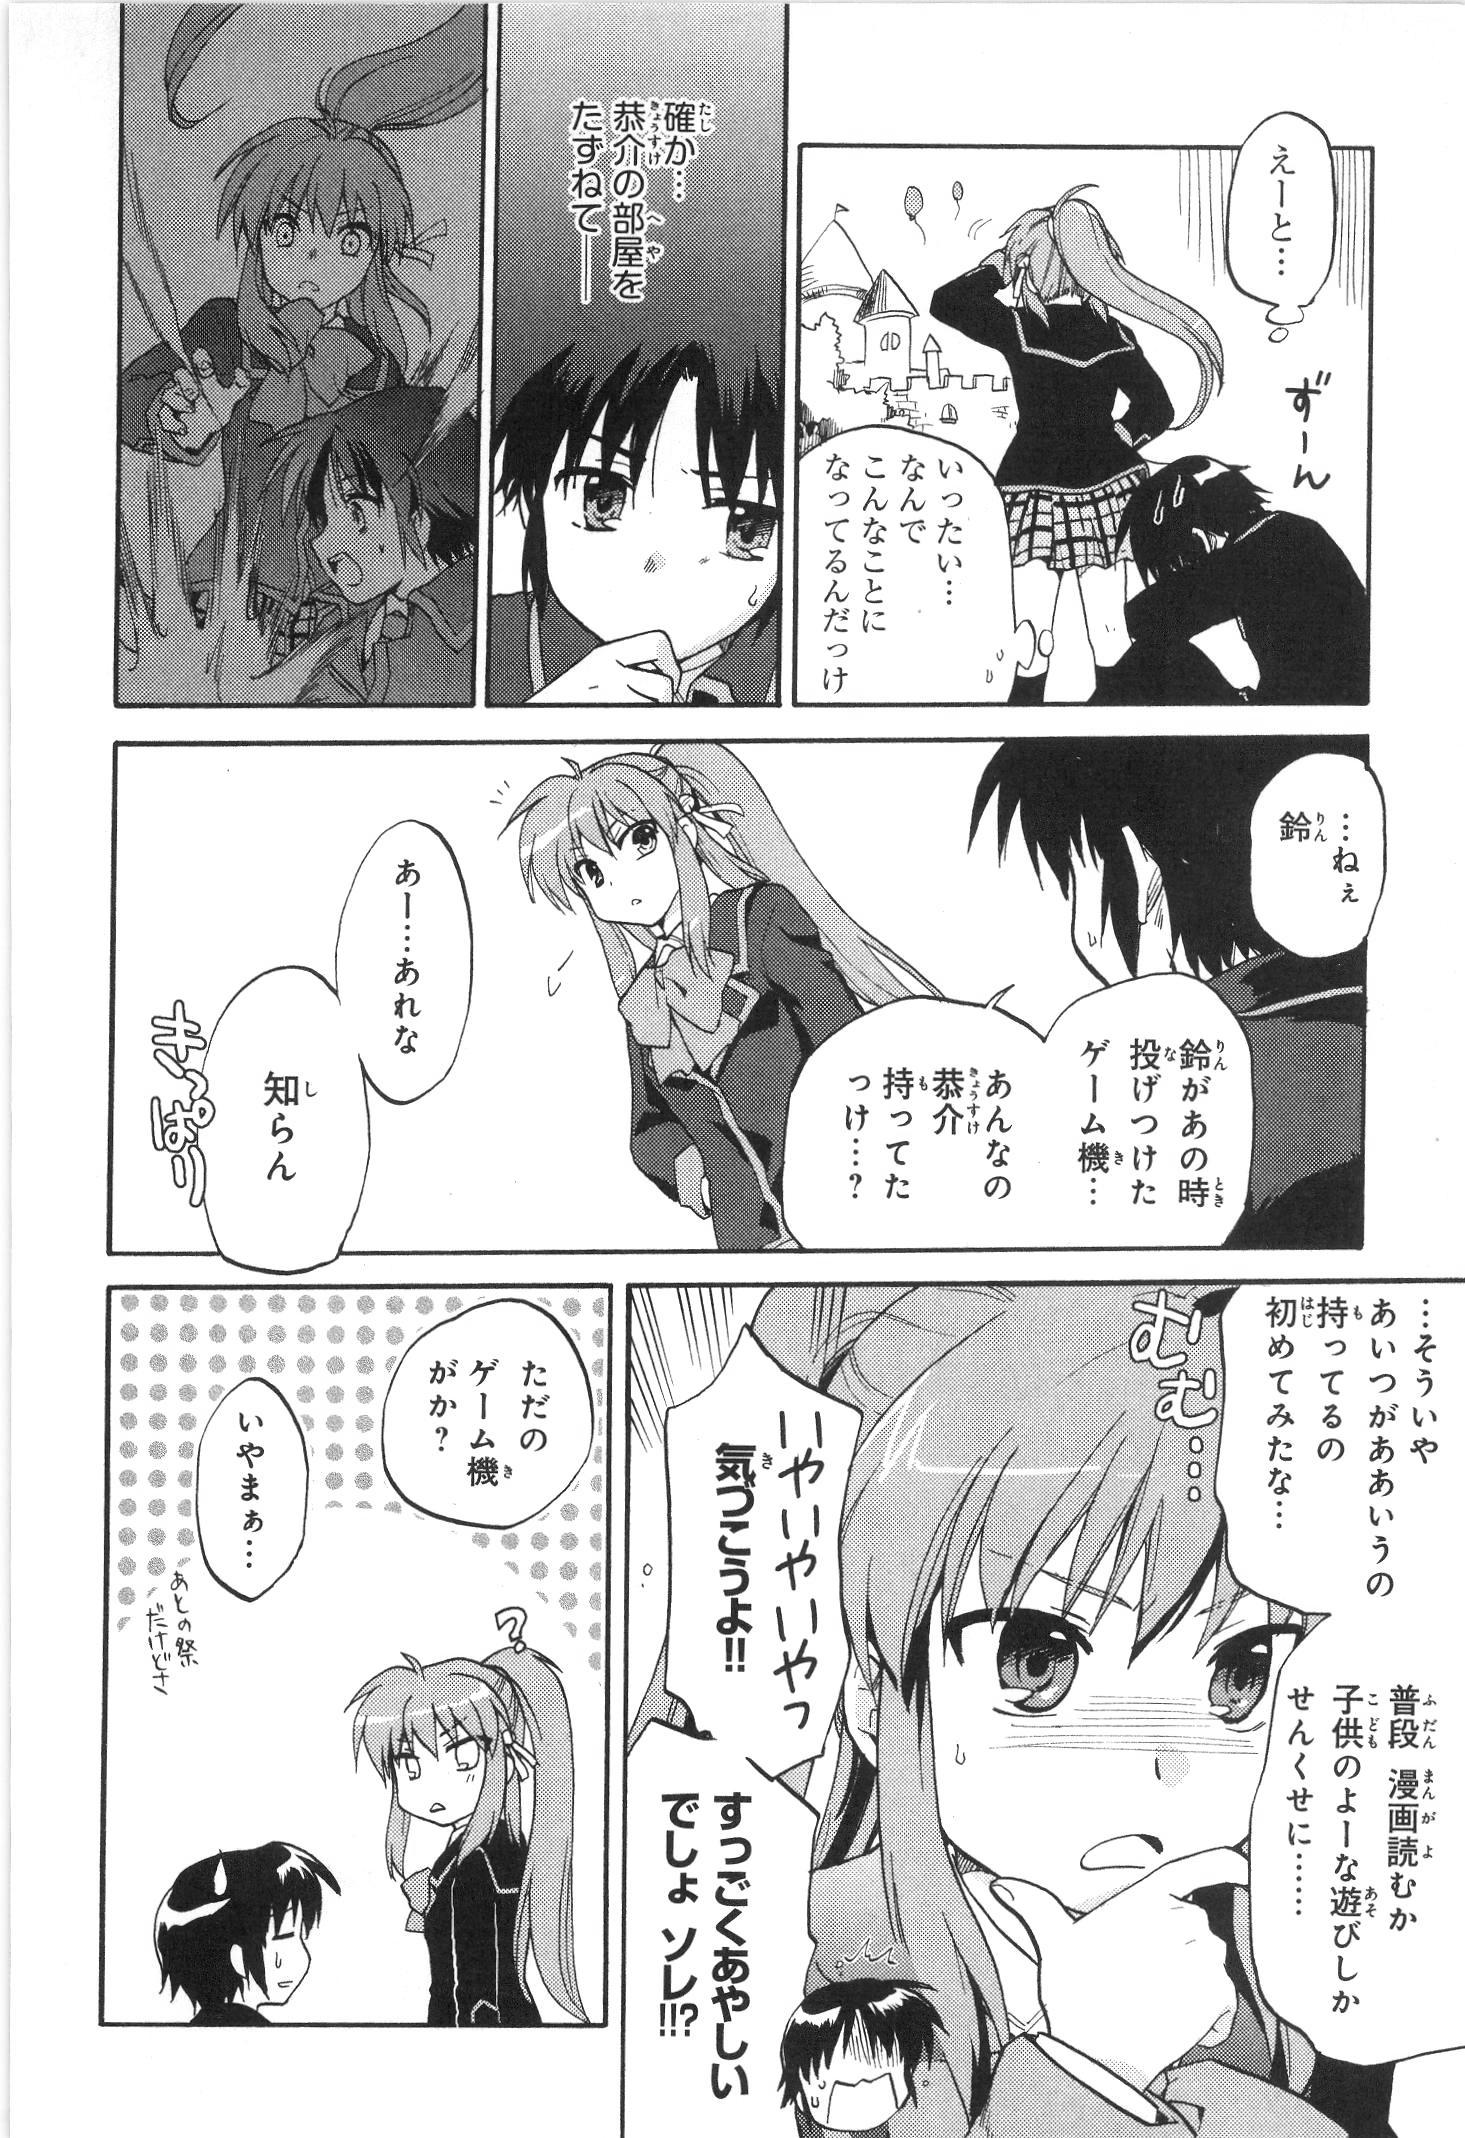 えーと…
ずーん
いったい…
なんで
こんなことに
なってるんだっけ
確か…
恭介の部屋を
たずねて――
…ねぇ
鈴
鈴があの時
投げつけた
ゲーム機…
あんなの
恭介
持ってた
っけ…?
あー…あれな
知らん
きっぱり
…そういや
あいつがああいうの
持ってるの
初めてみたな…
むむむ…
普段 漫画読むか
子供のよーな遊びしか
せんくせに……
いやいやいやっ
気づこうよ!!
すっごくあやしい
でしょ ソレ!!?
ただの
ゲーム機
がか?
いやまぁ…
あとの祭
だけどさ
?